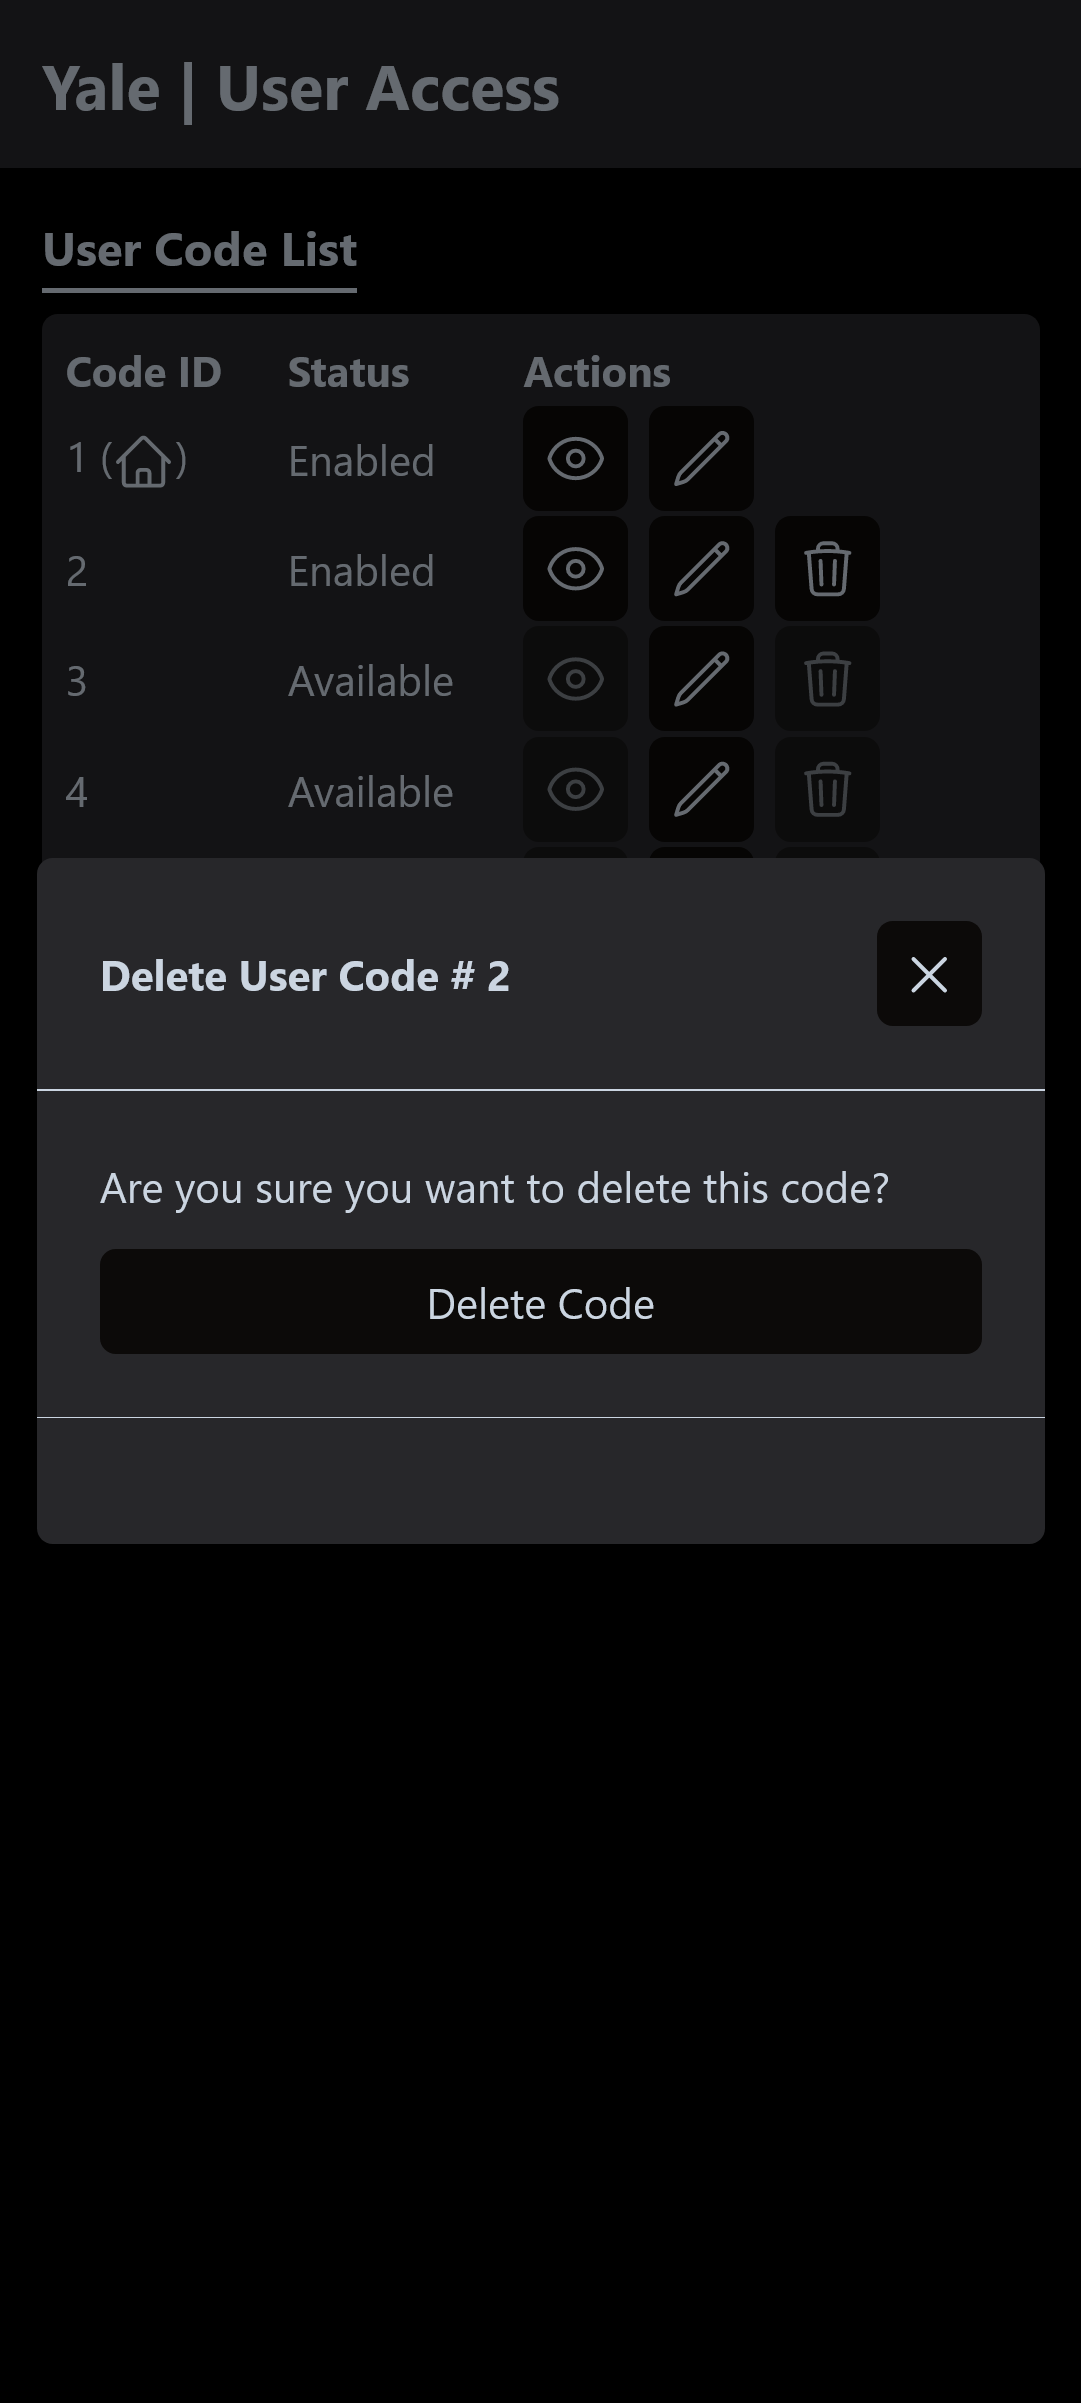 Yale | User Access
User Code List
Code ID Status Actions
1 ( ) Enabled
2 Enabled
3 Available
4 Available
Delete User Code # 2
Are you sure you want to delete this code?
Delete Code